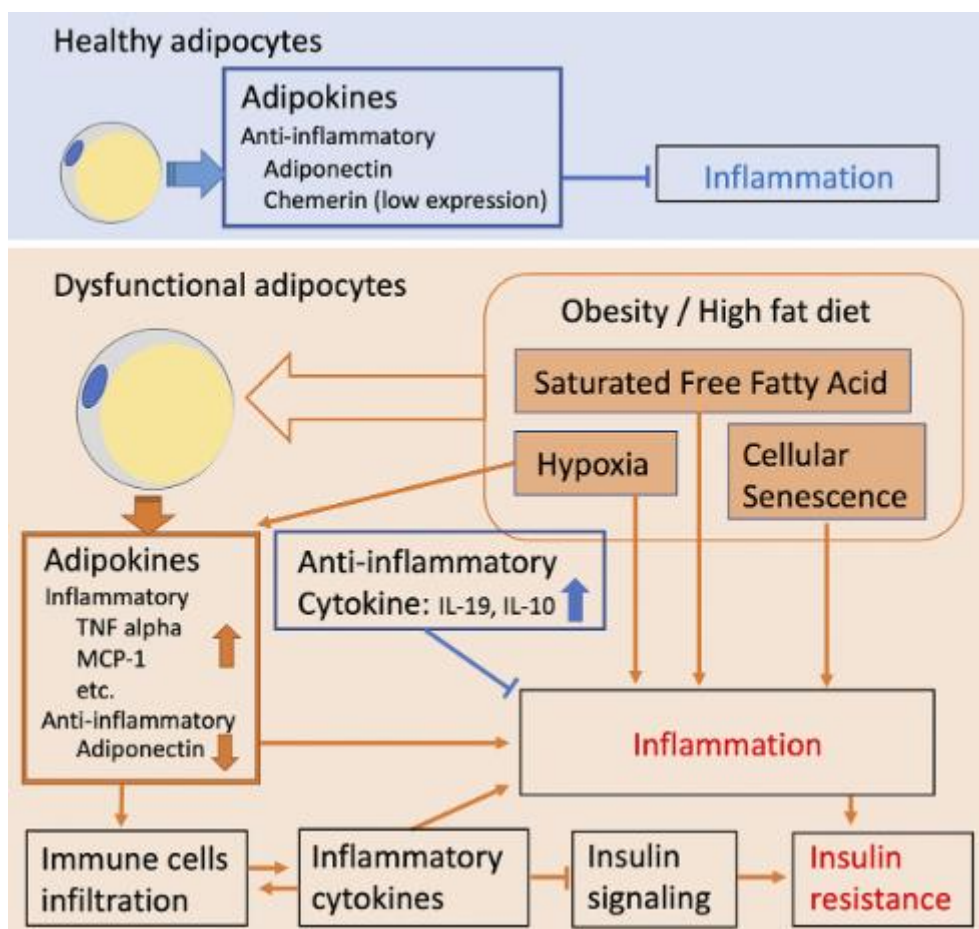 Healthy adipocytes
Adipokines
Anti-inflammatory
Adiponectin
Chemerin (low expression)
Inflammation
Dysfunctional adipocytes
Obesity / High fat diet
Saturated Free Fatty Acid
Hypoxia
Cellular
Senescence
Adipokines
Inflammatory
TNF alpha
MCP-1
etc.
Anti-inflammatory
Adiponectin
Anti-inflammatory
Cytokine: IL-19, IL-10
Inflammation
Immune cells
infiltration
Inflammatory
cytokines
Insulin
signaling
Insulin
resistance